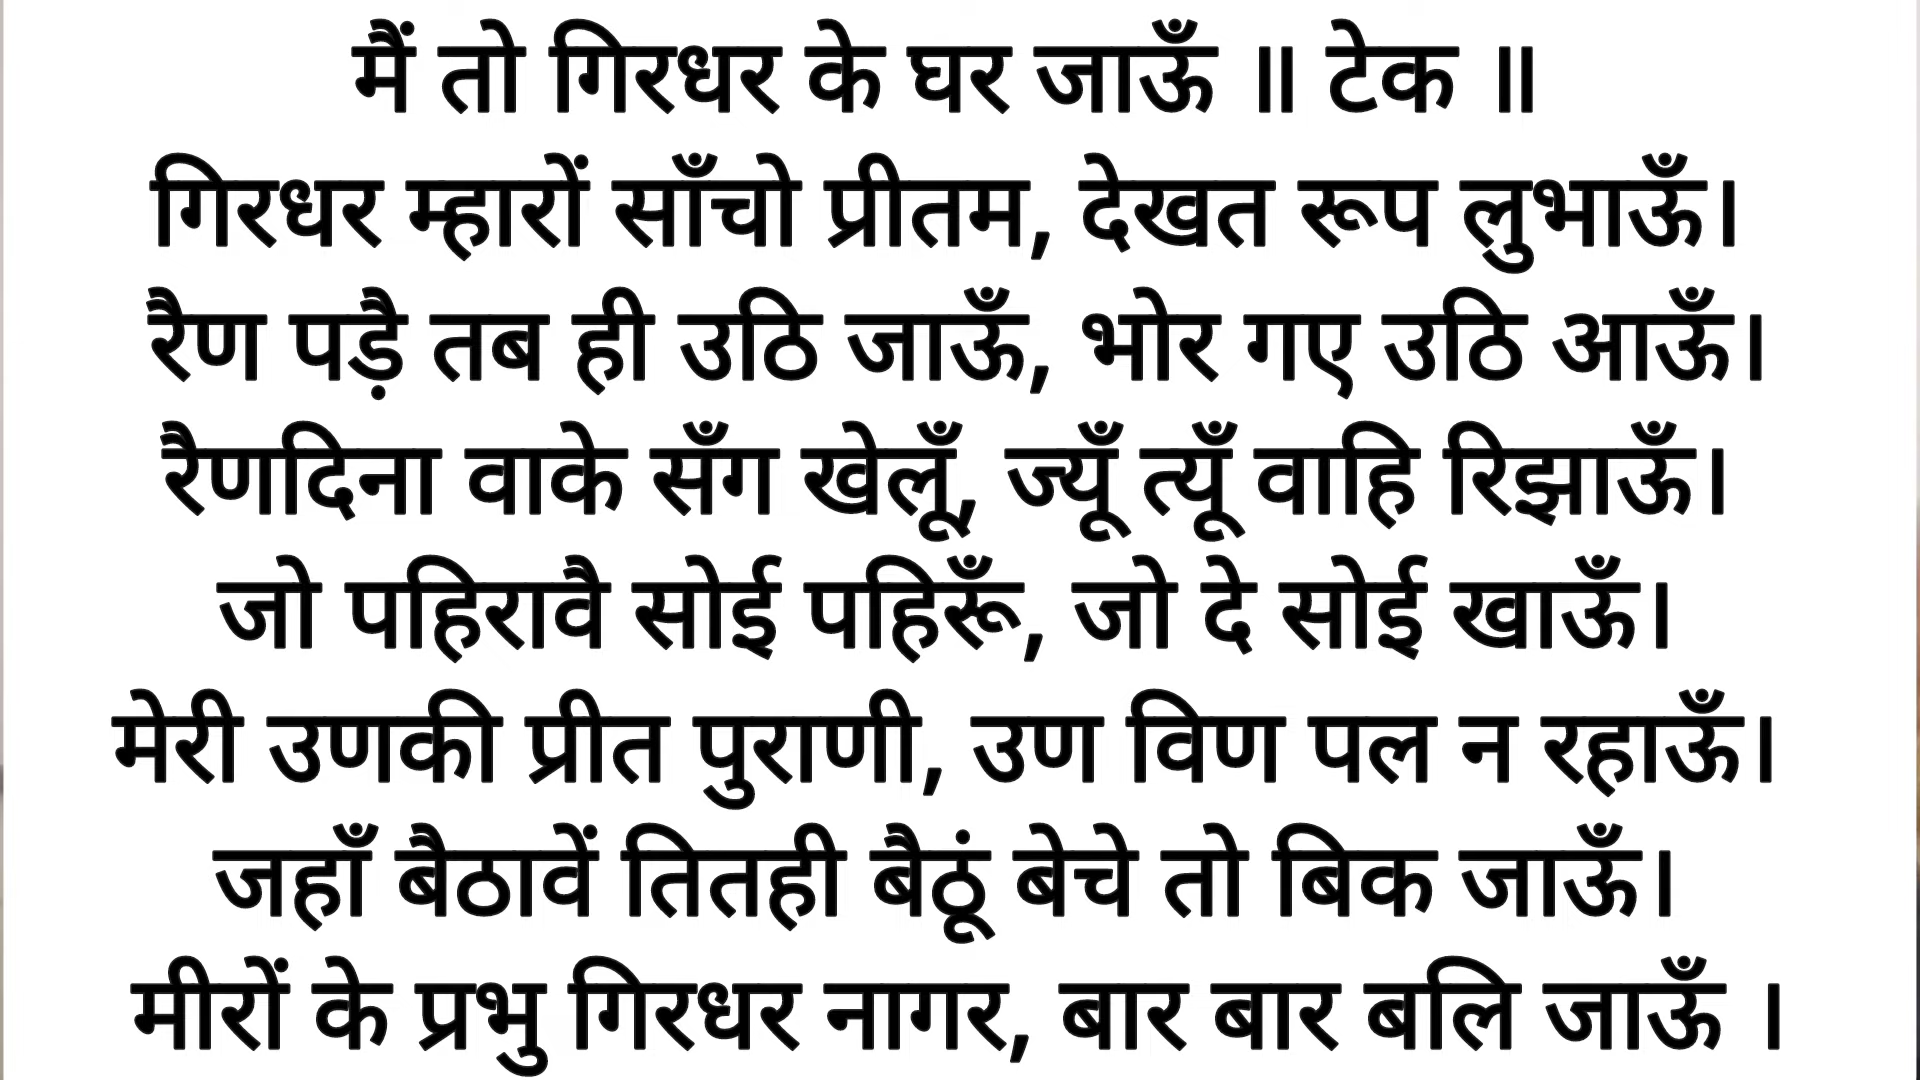 मैं तो गिरधर के घर जाऊँ ॥ टेक ॥
गिरधर म्हारों साँचो प्रीतम, देखत रूप लुभाऊँ।
रैण पड़ै तब ही उठि जाऊँ, भोर गए उठि आऊँ।
रैणदिना वाके सँग खेलूँ, ज्यूँ त्यूँ वाहि रिझाऊँ।
जो पहिरावै सोई पहिरूँ, जो दे सोई खाऊँ।
मेरी उणकी प्रीत पुराणी, उण विण पल न रहाऊँ।
जहाँ बैठावें तितही बैठूं बेचे तो बिक जाऊँ।
मीरों के प्रभु गिरधर नागर, बार बार बलि जाऊँ ।